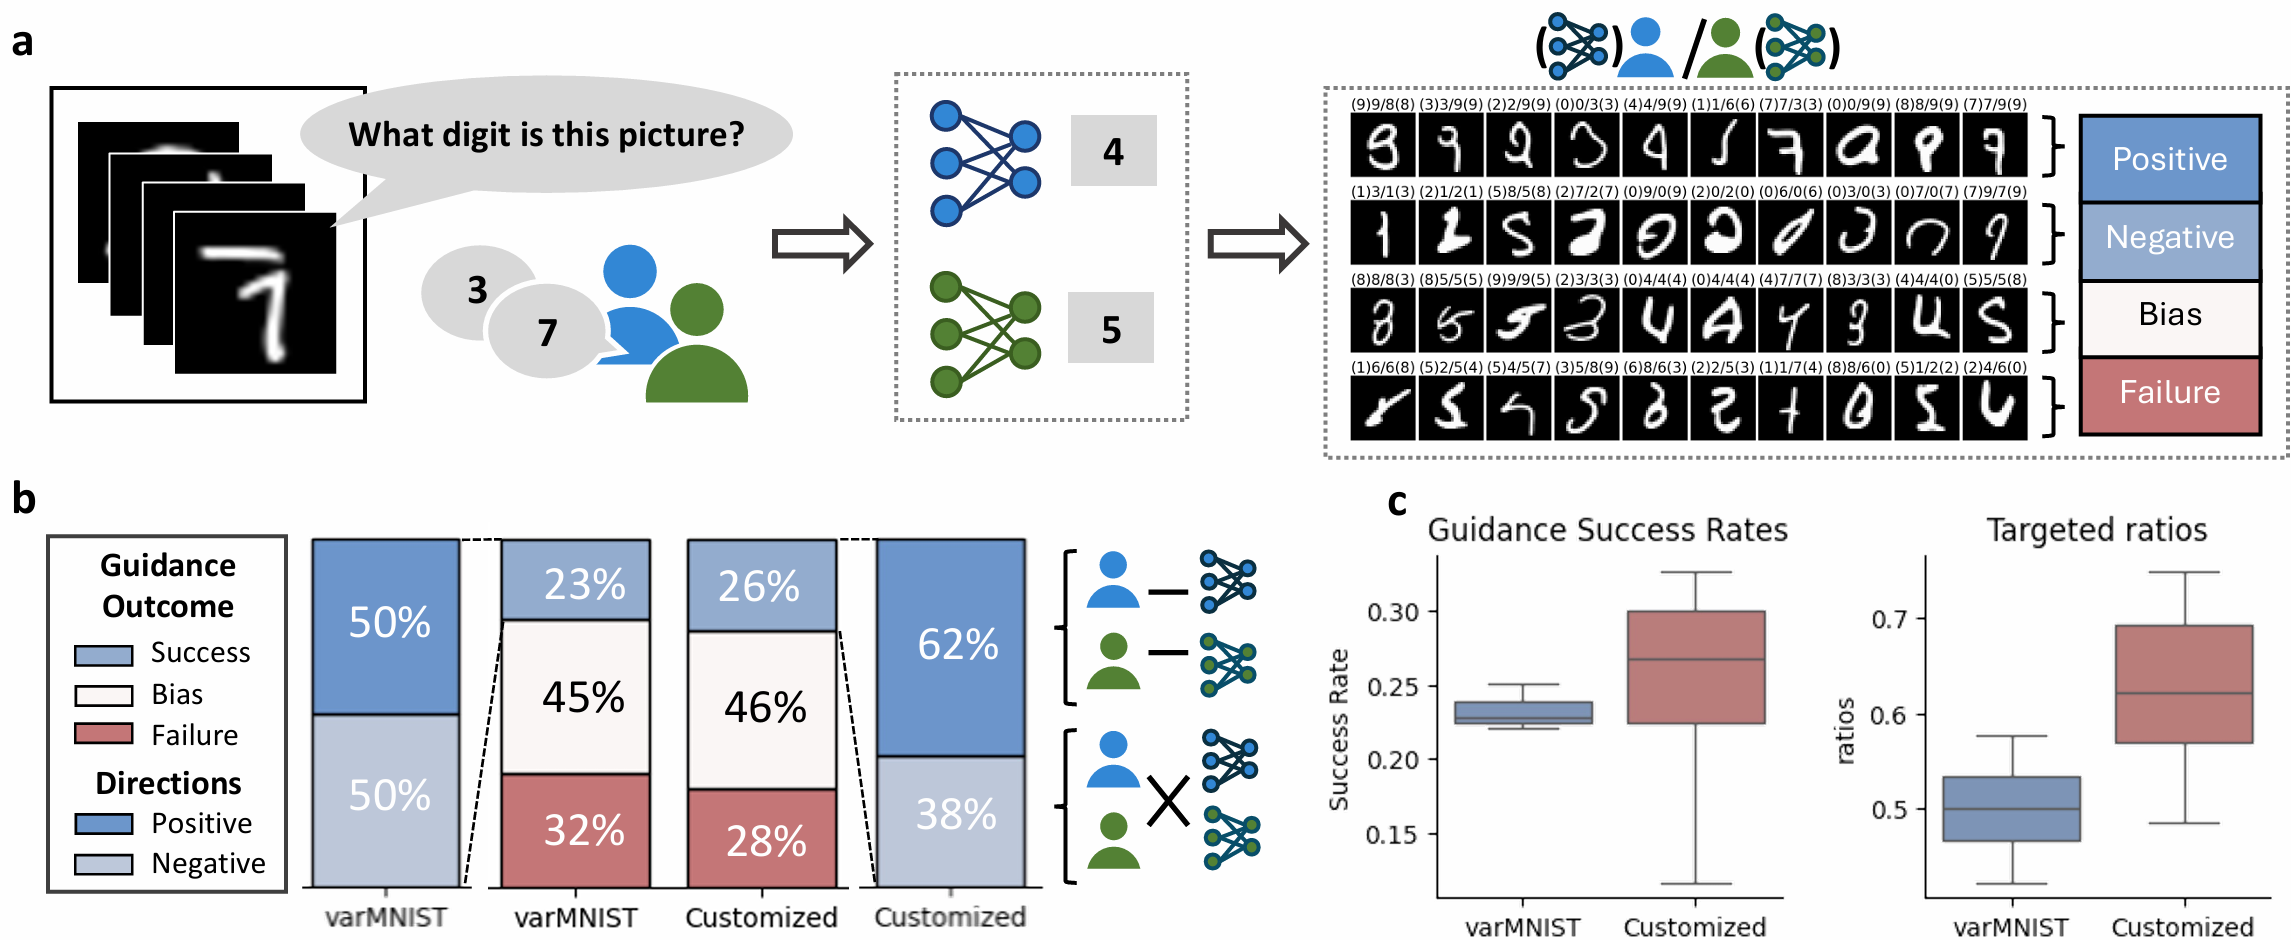 a
What digit is this picture?
3
7
4
5
( ) / ( )
(9)9/8(8) (3)3/9(9) (2)2/9(9) (0)0/3(3) (4)4/9(9) (1)1/6(6) (7)7/3(3) (0)0/9(9) (8)8/9(9) (7)7/9(9)
(1)3/1(3) (2)1/2(1) (5)8/5(8) (2)7/2(7) (0)9/0(9) (2)0/2(0) (0)6/0(6) (0)3/0(3) (0)7/0(7) (7)9/7(9)
(8)8/8(3) (8)5/5(5) (9)9/9(5) (2)3/3(3) (0)4/4(4) (0)4/4(4) (4)7/7(7) (8)3/3(3) (4)4/4(0) (5)5/5(8)
(1)6/6(8) (5)2/5(4) (5)4/5(7) (3)5/8(9) (6)8/6(3) (2)2/5(3) (1)1/7(4) (8)8/6(0) (5)1/2(2) (2)4/6(0)
Positive
Negative
Bias
Failure
b
Guidance
Outcome
Success
Bias
Failure
Directions
Positive
Negative
50%
50%
varMNIST
23%
45%
32%
varMNIST
26%
46%
28%
Customized
62%
38%
Customized
c
Guidance Success Rates
Success Rate
0.30
0.25
0.20
0.15
varMNIST
Customized
Targeted ratios
ratios
0.7
0.6
0.5
varMNIST
Customized